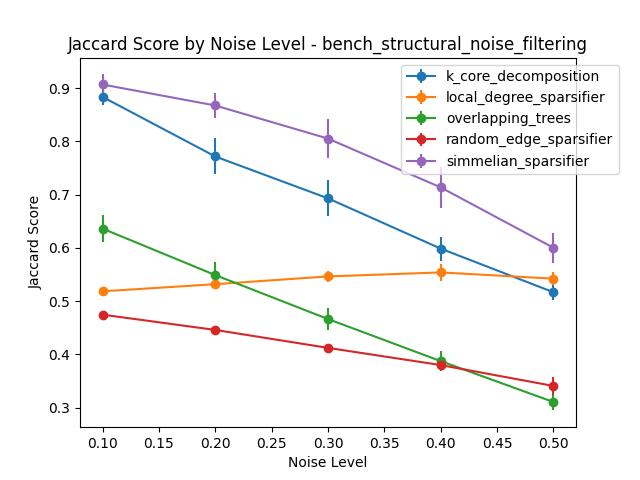 Jaccard Score by Noise Level - bench_structural_noise_filtering
k_core_decomposition
local_degree_sparsifier
overlapping_trees
random_edge_sparsifier
simmelian_sparsifier
Jaccard Score
0.9
0.8
0.7
0.6
0.5
0.4
0.3
0.10 0.15 0.20 0.25 0.30 0.35 0.40 0.45 0.50
Noise Level